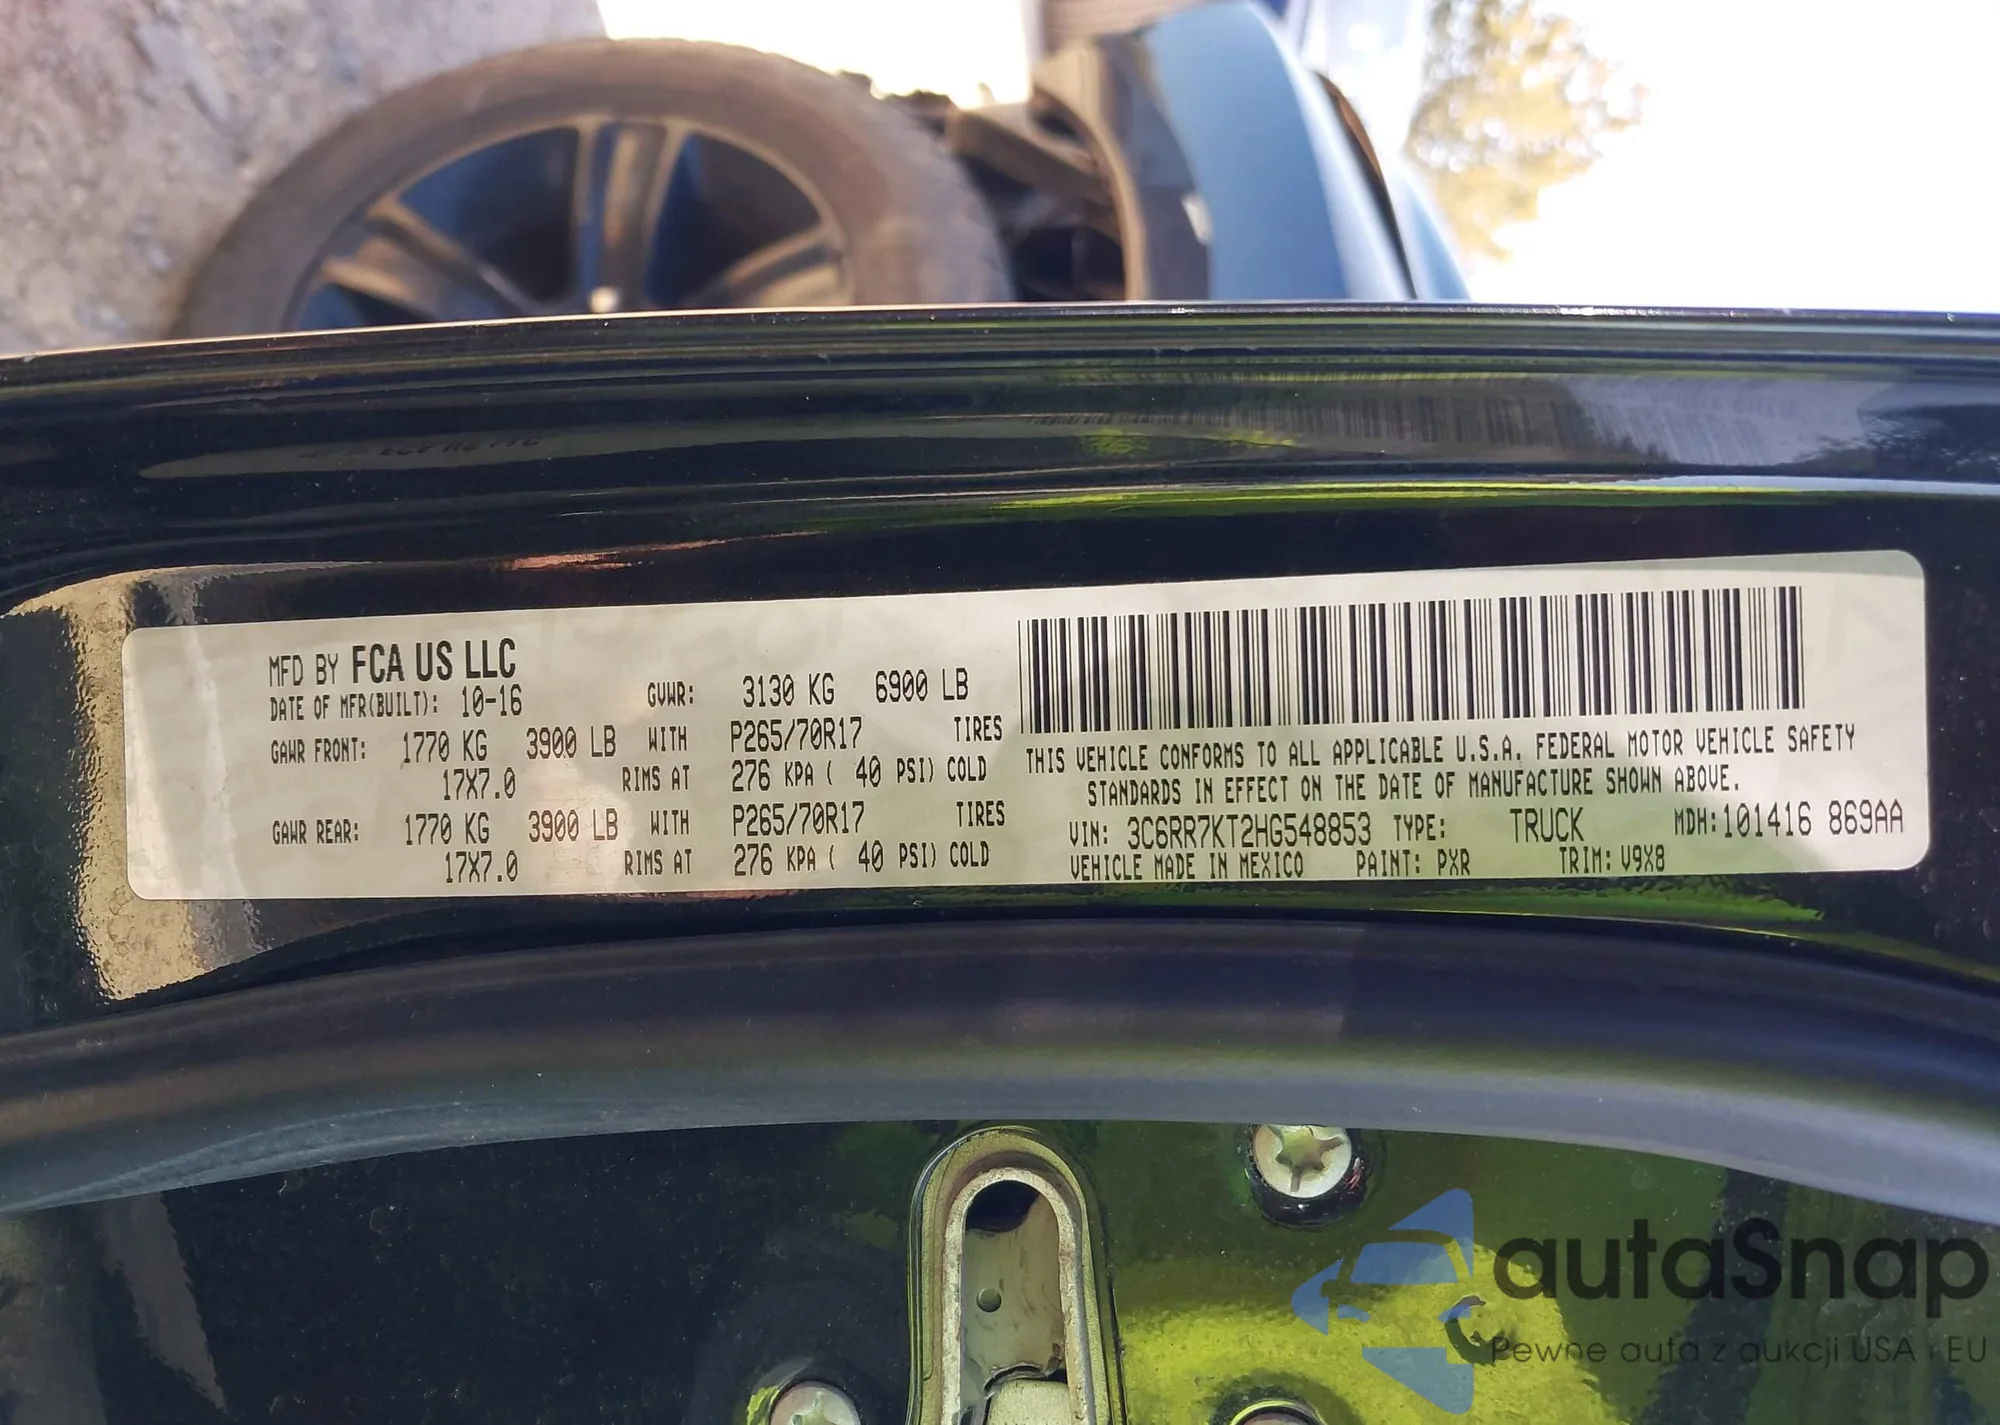 MFD BY FCA US LLC
DATE OF MFR(BUILT): 10-16 GVWR: 3130 KG 6900 LB
GAWR FRONT: 1770 KG 3900 LB WITH P265/70R17 TIRES
17X7.0 RIMS AT 276 KPA ( 40 PSI) COLD
GAWR REAR: 1770 KG 3900 LB WITH P265/70R17 TIRES
17X7.0 RIMS AT 276 KPA ( 40 PSI) COLD
THIS VEHICLE CONFORMS TO ALL APPLICABLE U.S.A. FEDERAL MOTOR VEHICLE SAFETY
STANDARDS IN EFFECT ON THE DATE OF MANUFACTURE SHOWN ABOVE.
VIN: 3C6RR7KT2HG548853 TYPE: TRUCK MDH:101416 869AA
VEHICLE MADE IN MEXICO PAINT: PXR TRIM: V9X8
autaSnap
Pewne auta z aukcji USA i EU